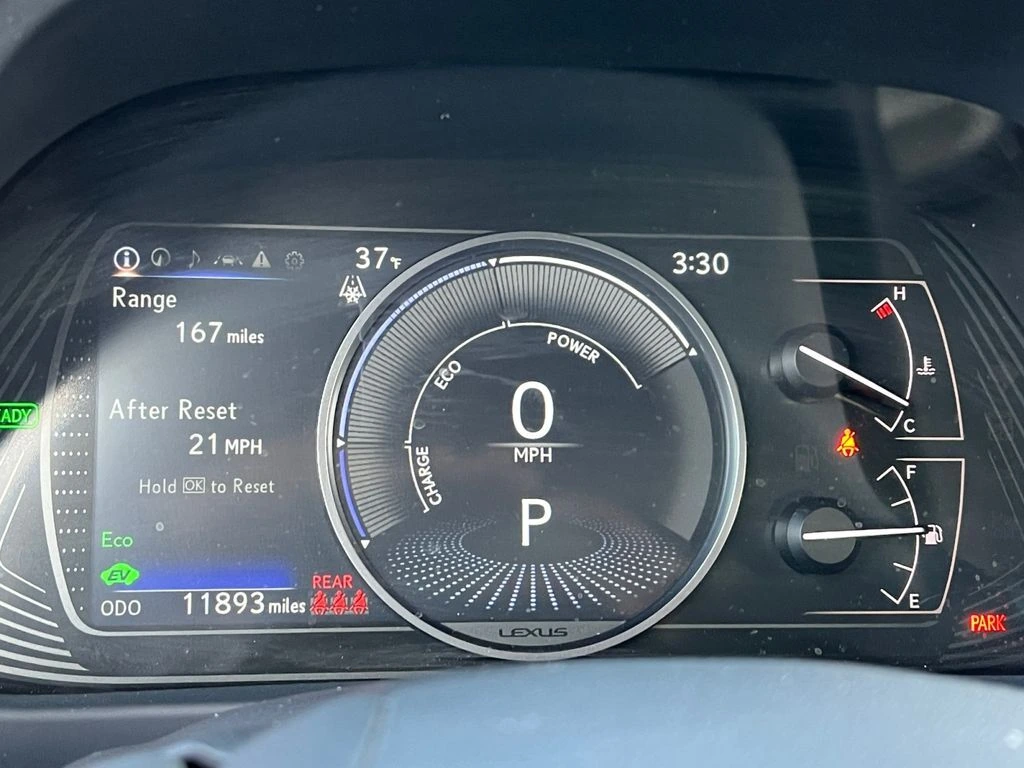 37°F
3:30
Range
167 miles
After Reset
21 MPH
Hold OK to Reset
Eco
EV
ODO 11893 miles
REAR
CHARGE
ECO
POWER
0
MPH
P
LEXUS
H
C
F
E
PARK